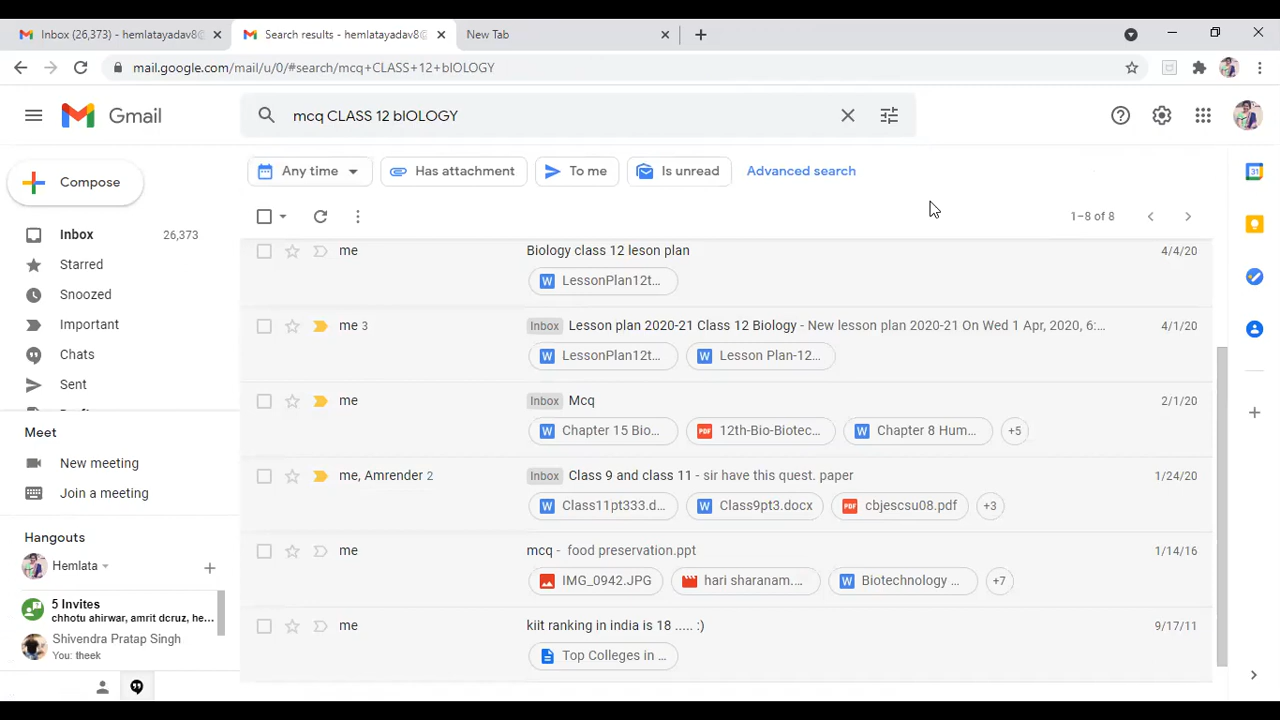 Inbox (26,373) - hemlatayadav8@
Search results - hemlatayadav8@
New Tab
mail.google.com/mail/u/0/#search/mcq+CLASS+12+bIOLOGY
Gmail
mcq CLASS 12 bIOLOGY
Compose
Any time
Has attachment
To me
Is unread
Advanced search
1–8 of 8
Inbox 26,373
Starred
Snoozed
Important
Chats
Sent
Meet
New meeting
Join a meeting
Hangouts
Hemlata
5 Invites
chhotu ahirwar, amrit dcruz, he...
Shivendra Pratap Singh
You: theek
me Biology class 12 leson plan 4/4/20
LessonPlan12t...
me 3 Inbox Lesson plan 2020-21 Class 12 Biology - New lesson plan 2020-21 On Wed 1 Apr, 2020, 6:... 4/1/20
LessonPlan12t... Lesson Plan-12...
me Inbox Mcq 2/1/20
Chapter 15 Bio... PDF 12th-Bio-Biotec... Chapter 8 Hum... +5
me, Amrender 2 Inbox Class 9 and class 11 - sir have this quest. paper 1/24/20
Class11pt333.d... Class9pt3.docx PDF cbjescsu08.pdf +3
me mcq - food preservation.ppt 1/14/16
IMG_0942.JPG hari sharanam.... Biotechnology ... +7
me kiit ranking in india is 18 ..... :) 9/17/11
Top Colleges in ...